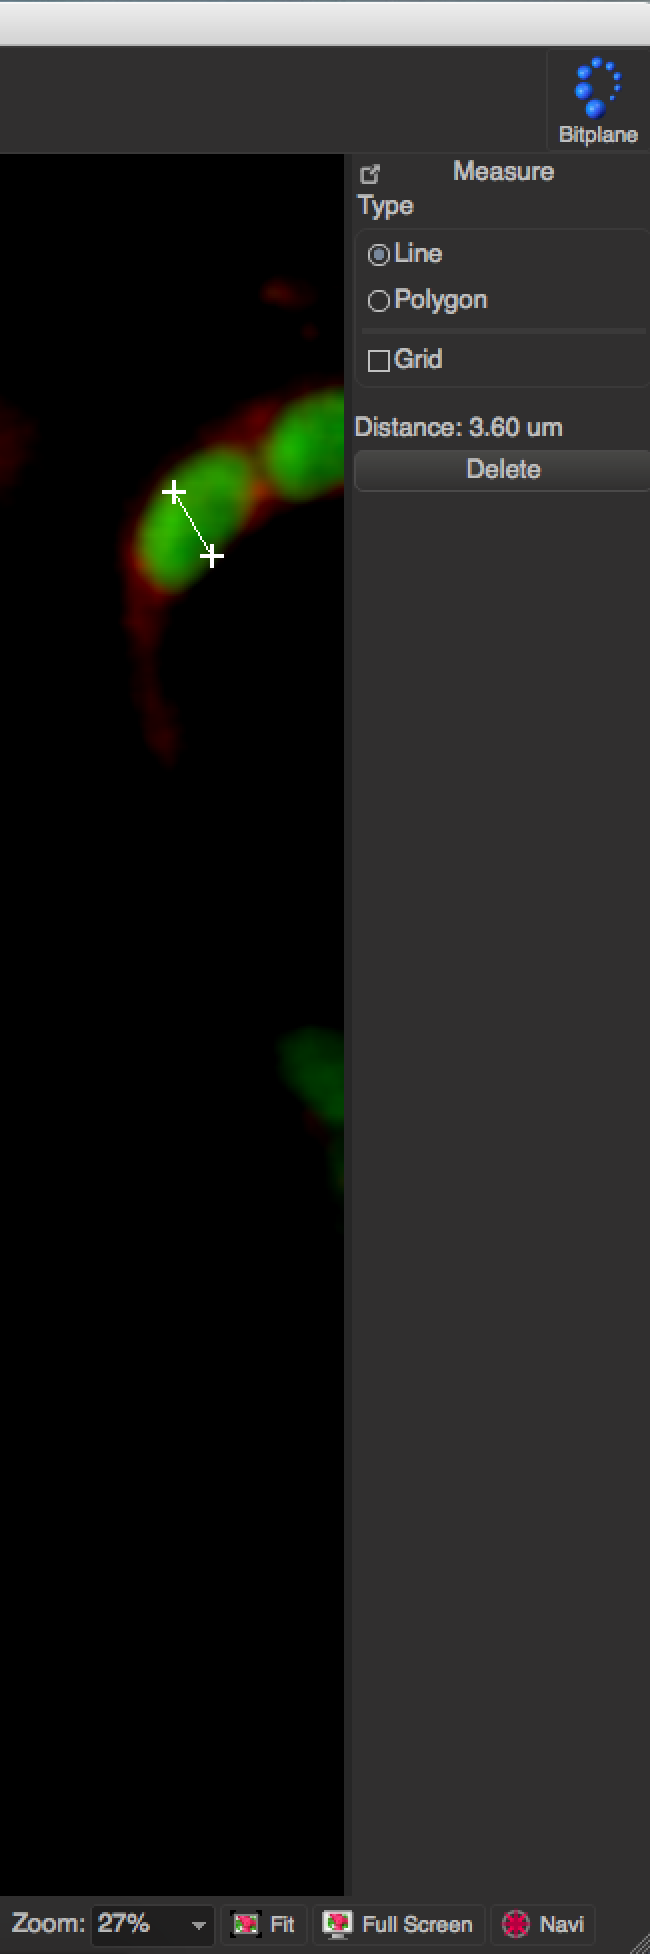 Bitplane
Measure
Type
Line
Polygon
Grid
Distance: 3.60 um
Delete
Zoom: 27% Fit Full Screen Navi